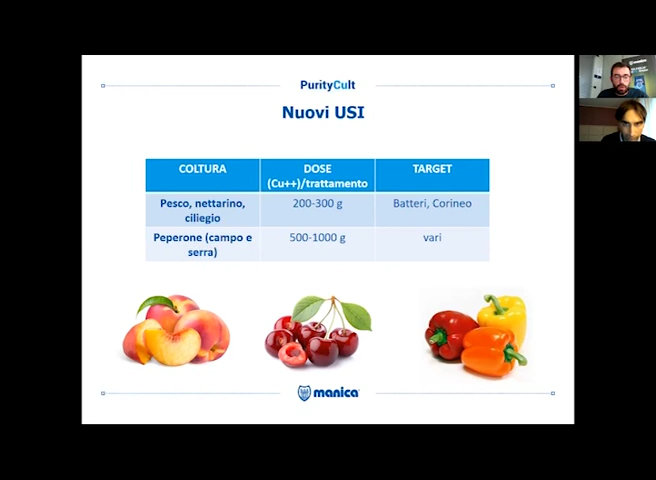 PurityCult
Nuovi USI
COLTURA
DOSE
(Cu++)/trattamento
TARGET
Pesco, nettarino,
ciliegio
200-300 g
Batteri, Corineo
Peperone (campo e
serra)
500-1000 g
vari
manica
manica